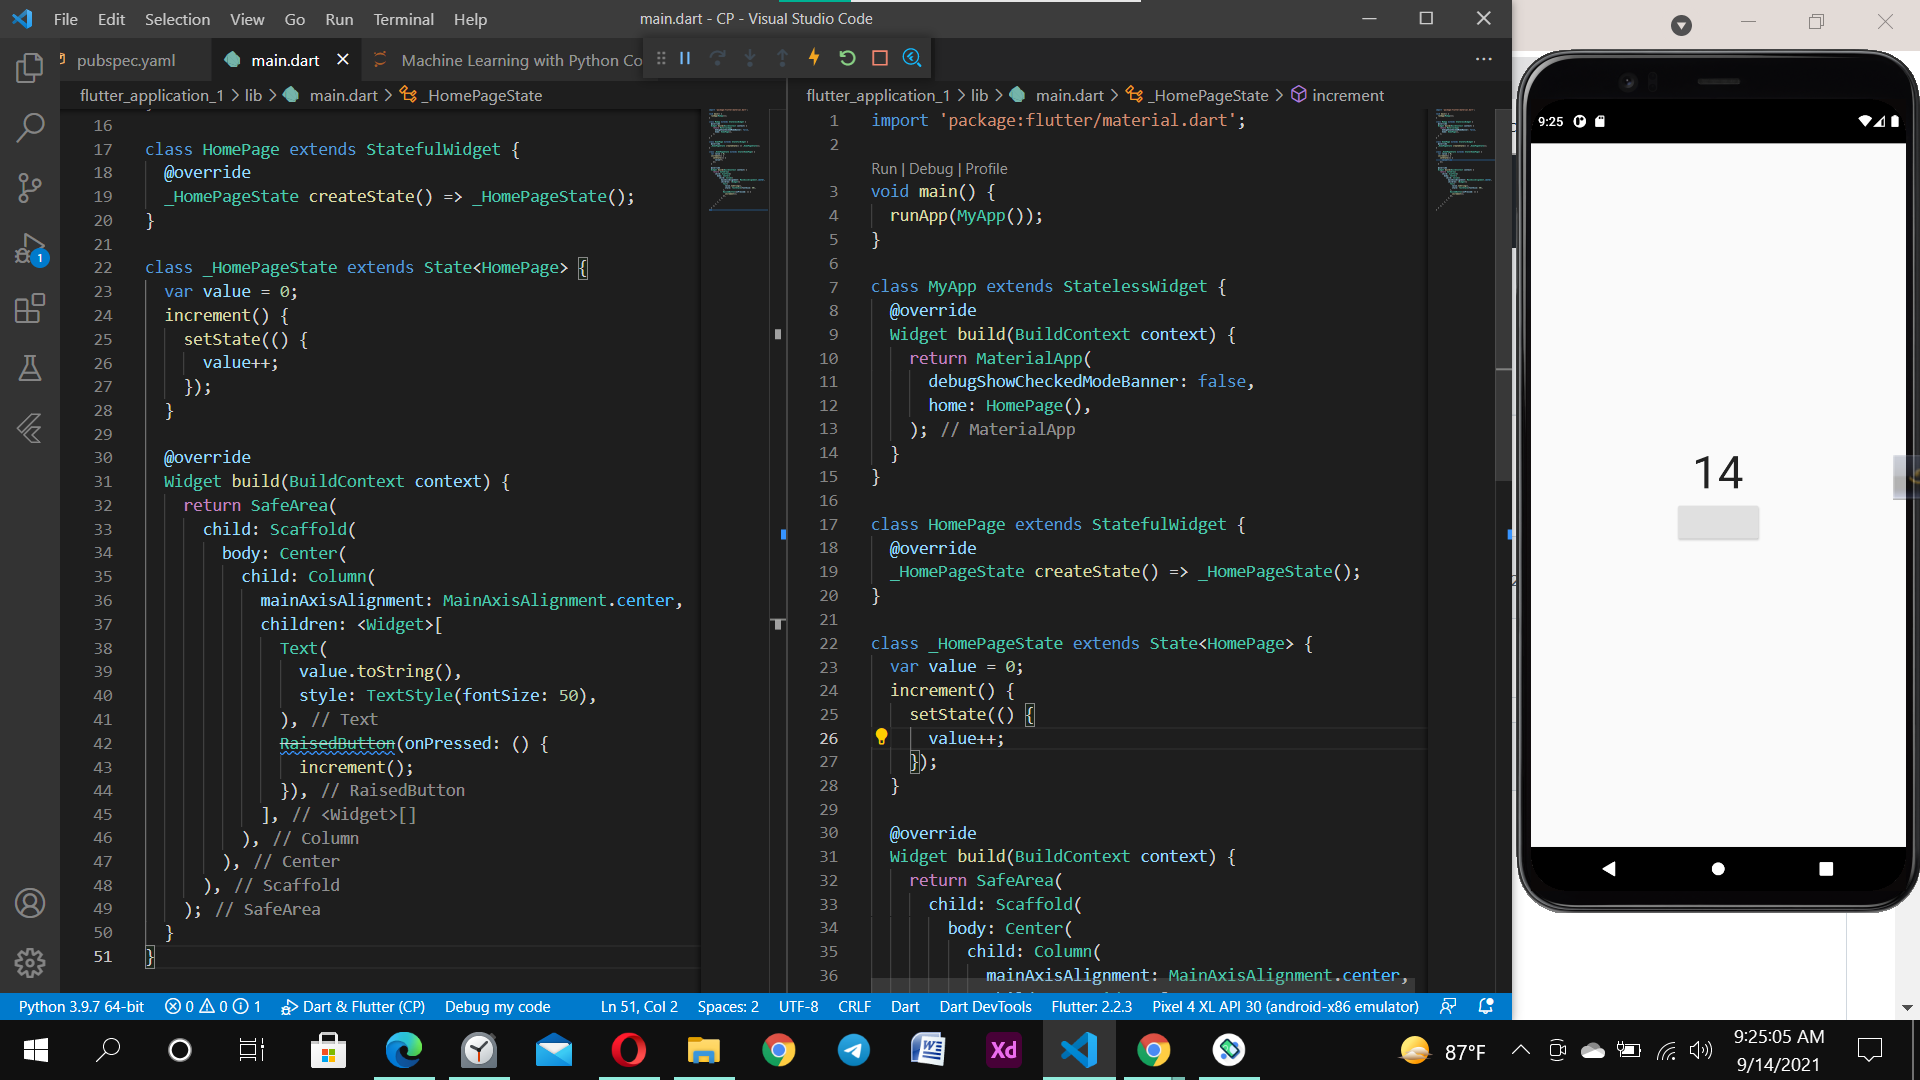 File Edit Selection View Go Run Terminal Help
main.dart - CP - Visual Studio Code
pubspec.yaml
main.dart
Machine Learning with Python Co
flutter_application_1 > lib > main.dart > _HomePageState
16
17 class HomePage extends StatefulWidget {
18 @override
19 _HomePageState createState() => _HomePageState();
20 }
21
22 class _HomePageState extends State<HomePage> {
23 var value = 0;
24 increment() {
25 setState(() {
26 value++;
27 });
28 }
29
30 @override
31 Widget build(BuildContext context) {
32 return SafeArea(
33 child: Scaffold(
34 body: Center(
35 child: Column(
36 mainAxisAlignment: MainAxisAlignment.center,
37 children: <Widget>[
38 Text(
39 value.toString(),
40 style: TextStyle(fontSize: 50),
41 ), // Text
42 RaisedButton(onPressed: () {
43 increment();
44 }), // RaisedButton
45 ], // <Widget>[]
46 ), // Column
47 ), // Center
48 ), // Scaffold
49 ); // SafeArea
50 }
51 }
flutter_application_1 > lib > main.dart > _HomePageState > increment
1 import 'package:flutter/material.dart';
2
Run | Debug | Profile
3 void main() {
4 runApp(MyApp());
5 }
6
7 class MyApp extends StatelessWidget {
8 @override
9 Widget build(BuildContext context) {
10 return MaterialApp(
11 debugShowCheckedModeBanner: false,
12 home: HomePage(),
13 ); // MaterialApp
14 }
15 }
16
17 class HomePage extends StatefulWidget {
18 @override
19 _HomePageState createState() => _HomePageState();
20 }
21
22 class _HomePageState extends State<HomePage> {
23 var value = 0;
24 increment() {
25 setState(() {
26 value++;
27 });
28 }
29
30 @override
31 Widget build(BuildContext context) {
32 return SafeArea(
33 child: Scaffold(
34 body: Center(
35 child: Column(
36 mainAxisAlignment: MainAxisAlignment.center,
9:25
14
1
Python 3.9.7 64-bit 0 0 1 Dart & Flutter (CP) Debug my code Ln 51, Col 2 Spaces: 2 UTF-8 CRLF Dart Dart DevTools Flutter: 2.2.3 Pixel 4 XL API 30 (android-x86 emulator)
Xd
87°F
9:25:05 AM
9/14/2021